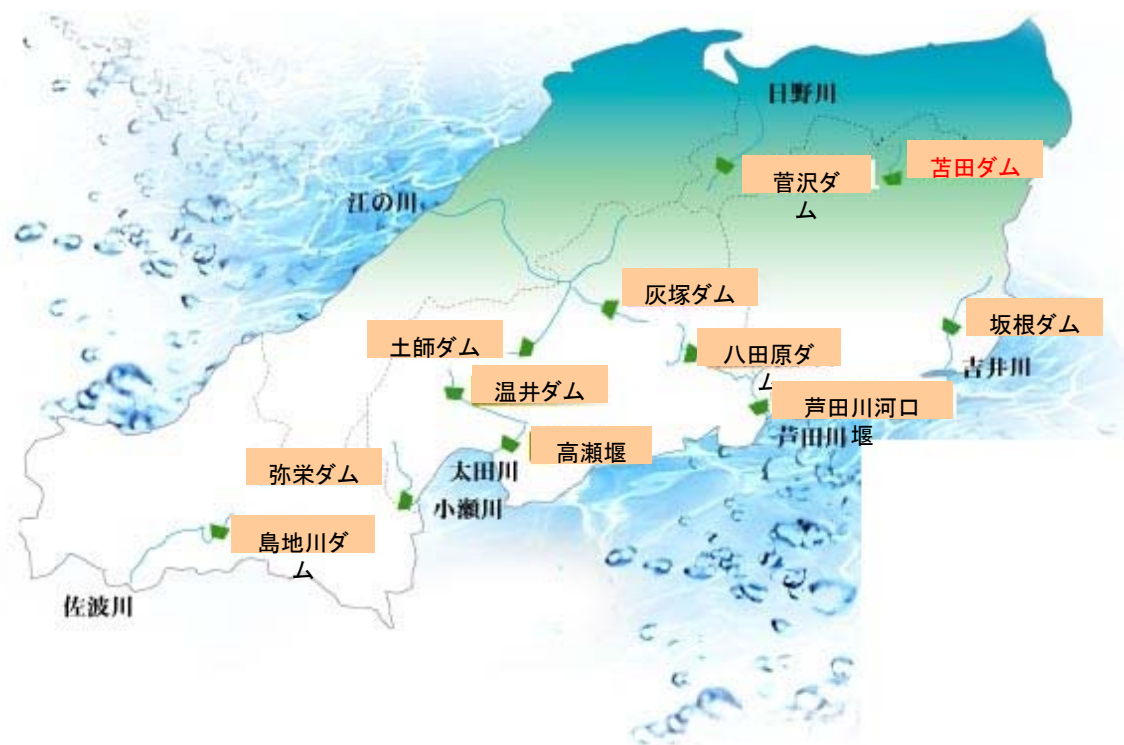 日野川
苫田ダム
菅沢ダ
ム
江の川
灰塚ダム
坂根ダム
土師ダム
八田原ダ
ム
吉井川
温井ダム
芦田川河口
堰
芦田川
高瀬堰
太田川
弥栄ダム
小瀬川
島地川ダ
ム
佐波川